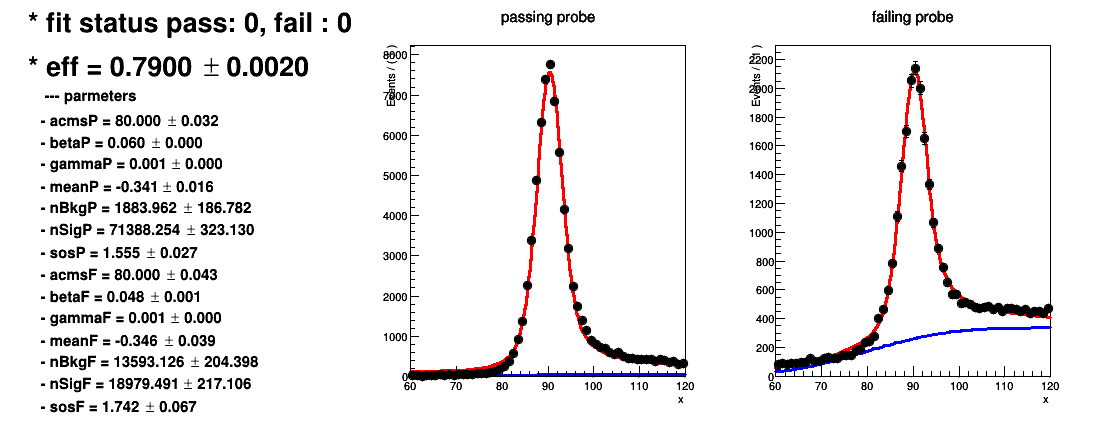 * fit status pass: 0, fail : 0
* eff = 0.7900 ± 0.0020
--- parmeters
- acmsP = 80.000 ± 0.032
- betaP = 0.060 ± 0.000
- gammaP = 0.001 ± 0.000
- meanP = -0.341 ± 0.016
- nBkgP = 1883.962 ± 186.782
- nSigP = 71388.254 ± 323.130
- sosP = 1.555 ± 0.027
- acmsF = 80.000 ± 0.043
- betaF = 0.048 ± 0.001
- gammaF = 0.001 ± 0.000
- meanF = -0.346 ± 0.039
- nBkgF = 13593.126 ± 204.398
- nSigF = 18979.491 ± 217.106
- sosF = 1.742 ± 0.067
passing probe
Events / ( 1 )
8000
7000
6000
5000
4000
3000
2000
1000
0
60 70 80 90 100 110 120
x
failing probe
Events / ( 1 )
2200
2000
1800
1600
1400
1200
1000
800
600
400
200
0
60 70 80 90 100 110 120
x